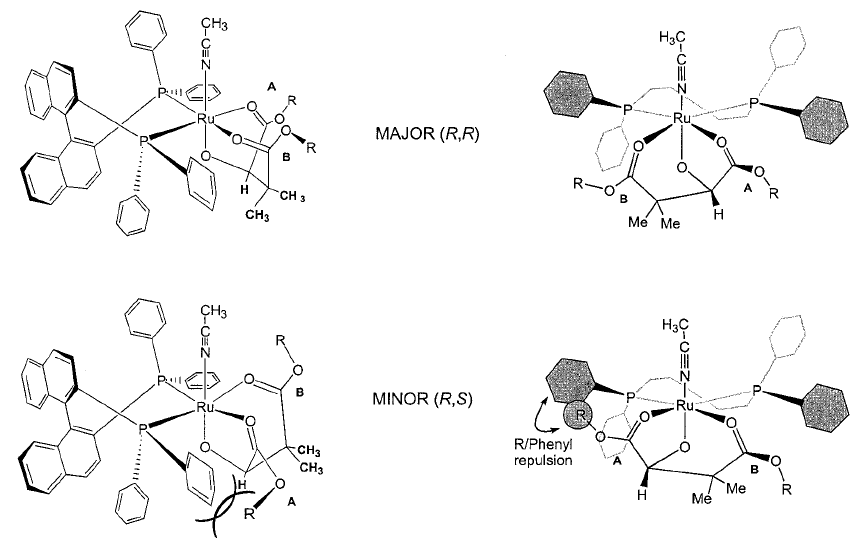 CH₃
C
N
A
P
O
R
Ru
O
O
R
P
O
O
B
R
H
CH₃
CH₃
MAJOR (R,R)
H₃C
C
N
P
Ru
P
O
O
O
R
O
B
A
O
R
Me
Me
H
CH₃
C
N
R
O
P
O
B
Ru
O
P
O
CH₃
CH₃
H
O
A
R
MINOR (R,S)
H₃C
C
N
P
Ru
P
R
O
O
O
O
R/Phenyl
repulsion
A
B
O
R
H
Me
Me